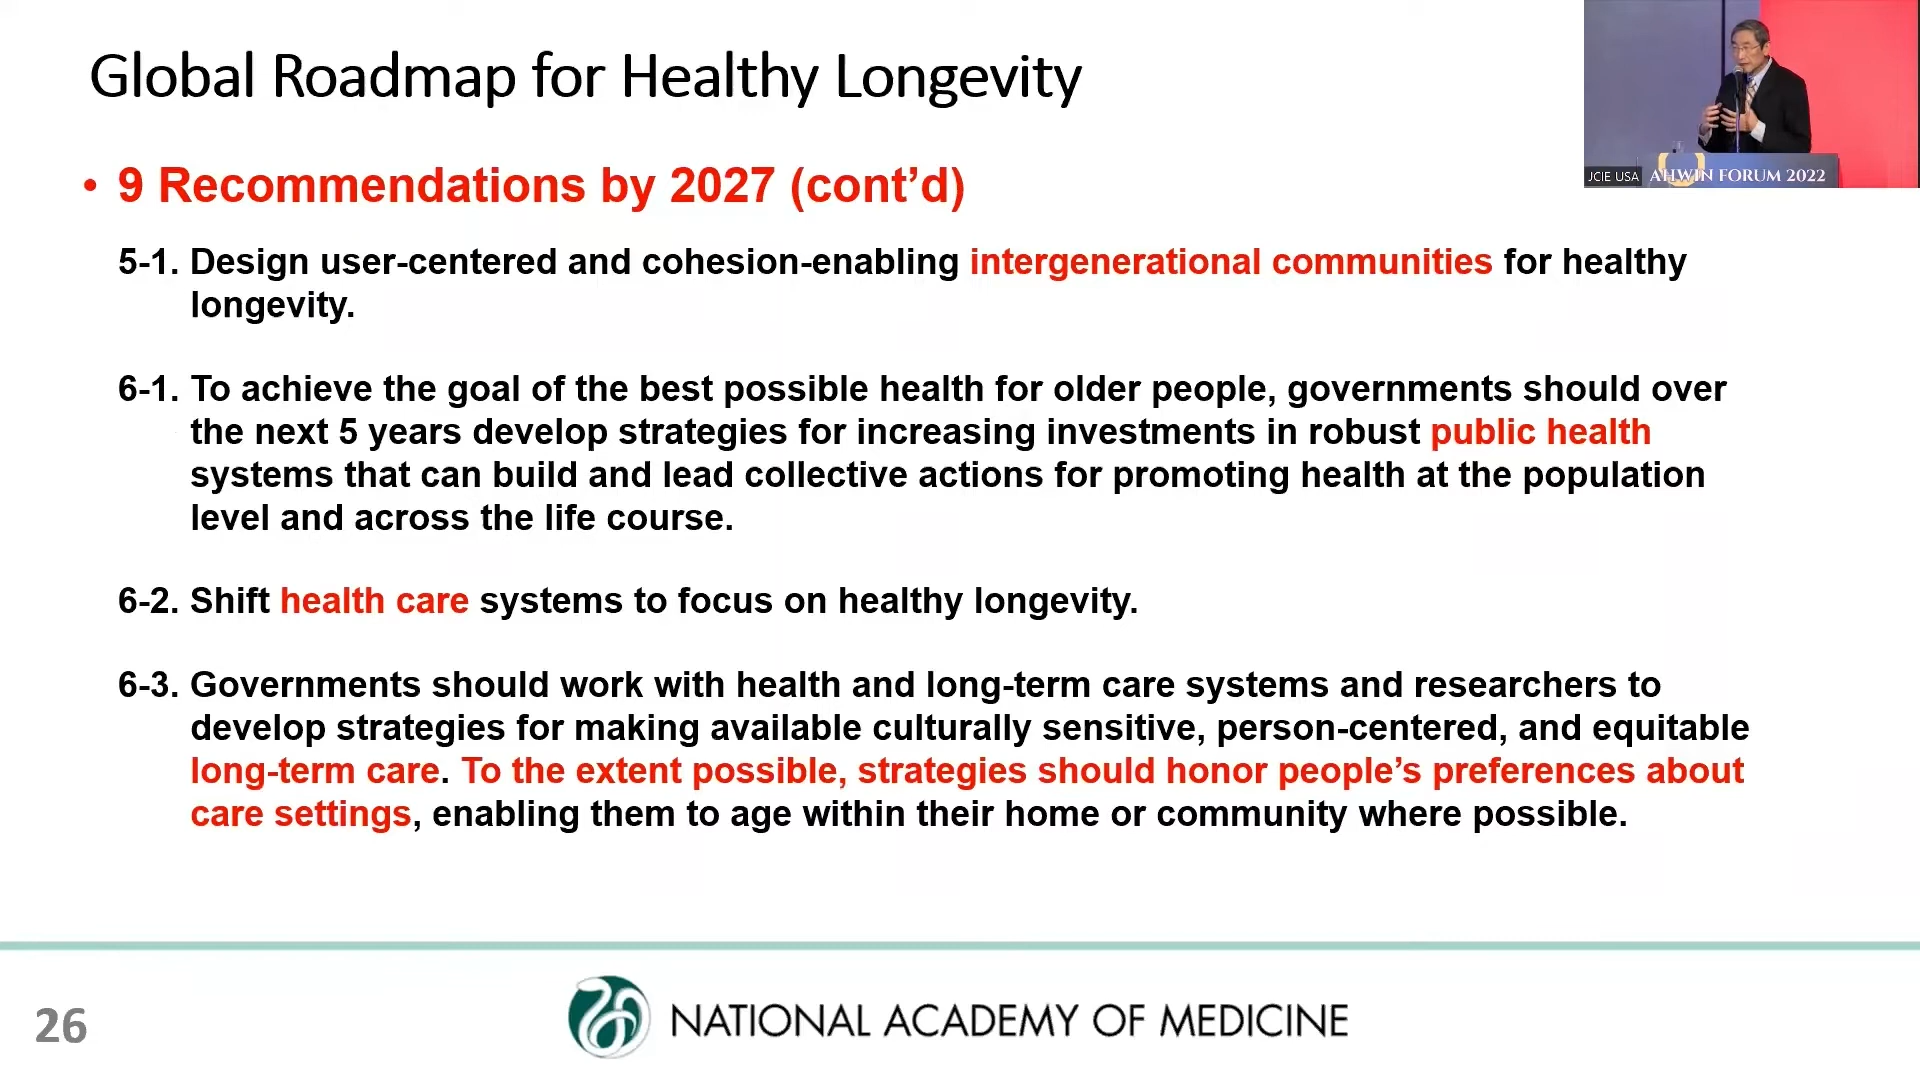 Global Roadmap for Healthy Longevity
JCIE USA
AHWIN FORUM 2022
• 9 Recommendations by 2027 (cont’d)
5-1. Design user-centered and cohesion-enabling intergenerational communities for healthy
longevity.
6-1. To achieve the goal of the best possible health for older people, governments should over
the next 5 years develop strategies for increasing investments in robust public health
systems that can build and lead collective actions for promoting health at the population
level and across the life course.
6-2. Shift health care systems to focus on healthy longevity.
6-3. Governments should work with health and long-term care systems and researchers to
develop strategies for making available culturally sensitive, person-centered, and equitable
long-term care. To the extent possible, strategies should honor people’s preferences about
care settings, enabling them to age within their home or community where possible.
26
NATIONAL ACADEMY OF MEDICINE